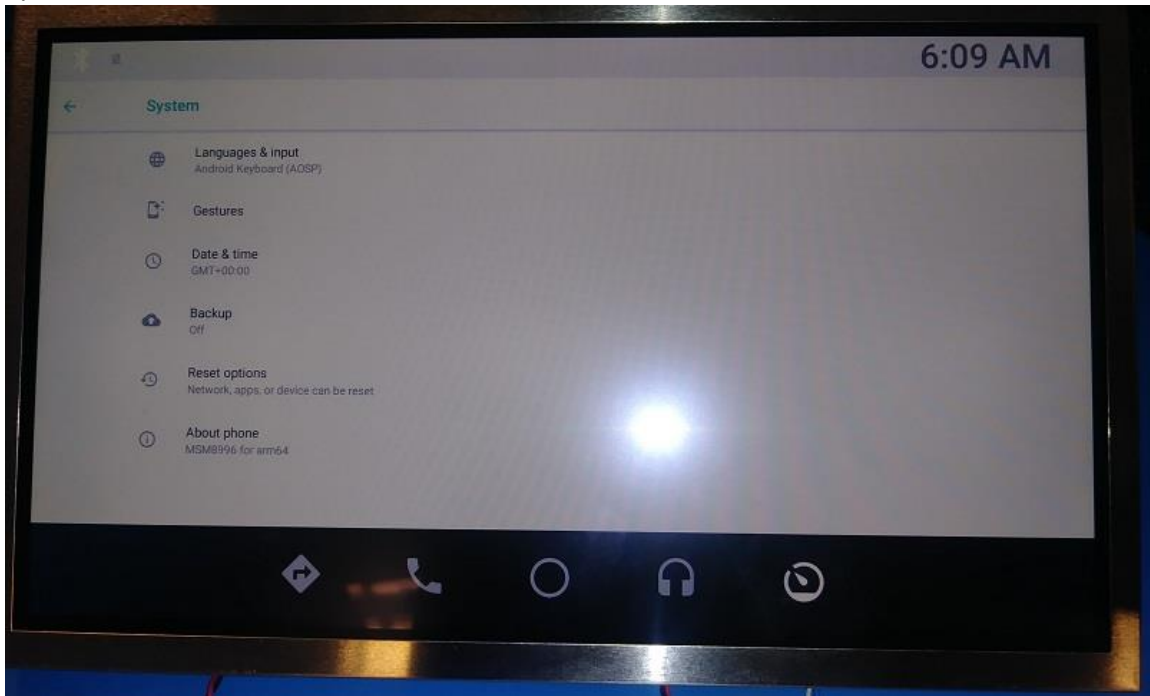 6:09 AM
System
Languages & input
Android Keyboard (AOSP)
Gestures
Date & time
GMT+00:00
Backup
Off
Reset options
Network, apps, or device can be reset
About phone
MSM8996 for arm64